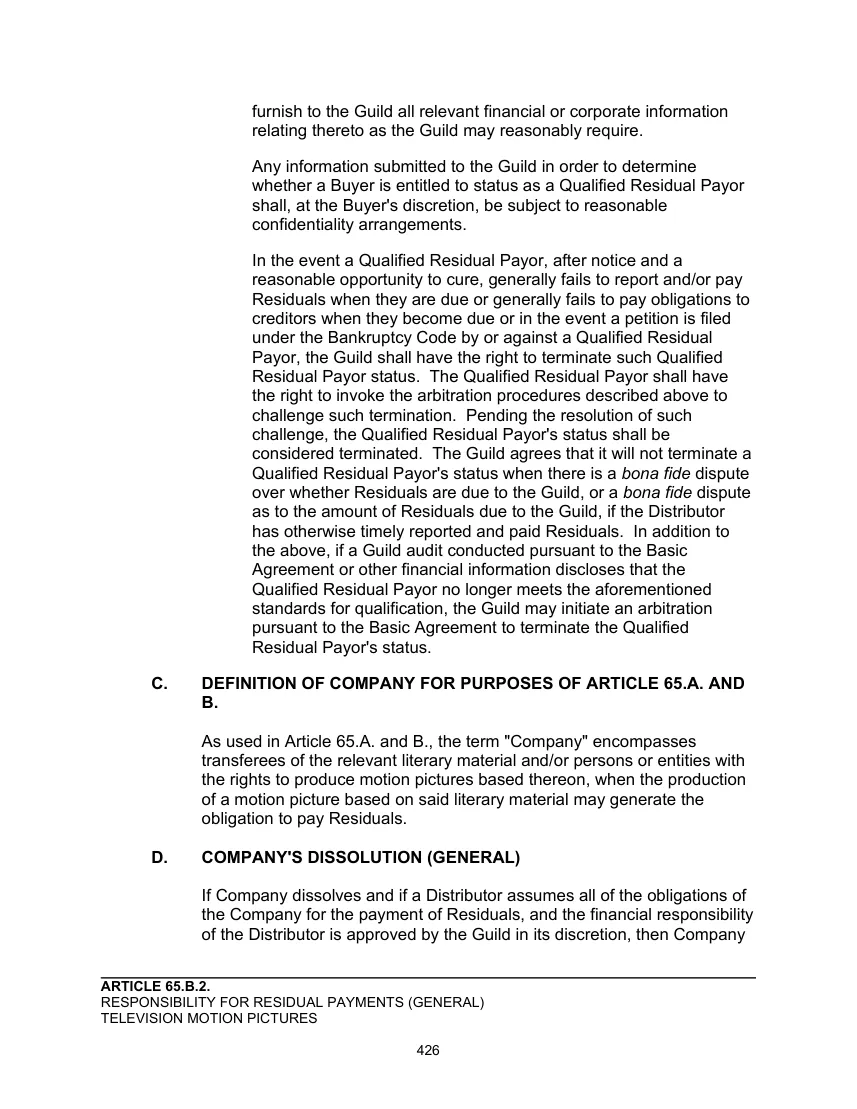 furnish to the Guild all relevant financial or corporate information
relating thereto as the Guild may reasonably require.
Any information submitted to the Guild in order to determine
whether a Buyer is entitled to status as a Qualified Residual Payor
shall, at the Buyer's discretion, be subject to reasonable
confidentiality arrangements.
In the event a Qualified Residual Payor, after notice and a
reasonable opportunity to cure, generally fails to report and/or pay
Residuals when they are due or generally fails to pay obligations to
creditors when they become due or in the event a petition is filed
under the Bankruptcy Code by or against a Qualified Residual
Payor, the Guild shall have the right to terminate such Qualified
Residual Payor status.  The Qualified Residual Payor shall have
the right to invoke the arbitration procedures described above to
challenge such termination.  Pending the resolution of such
challenge, the Qualified Residual Payor's status shall be
considered terminated.  The Guild agrees that it will not terminate a
Qualified Residual Payor's status when there is a bona fide dispute
over whether Residuals are due to the Guild, or a bona fide dispute
as to the amount of Residuals due to the Guild, if the Distributor
has otherwise timely reported and paid Residuals.  In addition to
the above, if a Guild audit conducted pursuant to the Basic
Agreement or other financial information discloses that the
Qualified Residual Payor no longer meets the aforementioned
standards for qualification, the Guild may initiate an arbitration
pursuant to the Basic Agreement to terminate the Qualified
Residual Payor's status.
C. DEFINITION OF COMPANY FOR PURPOSES OF ARTICLE 65.A. AND
B.
As used in Article 65.A. and B., the term "Company" encompasses
transferees of the relevant literary material and/or persons or entities with
the rights to produce motion pictures based thereon, when the production
of a motion picture based on said literary material may generate the
obligation to pay Residuals.
D. COMPANY'S DISSOLUTION (GENERAL)
If Company dissolves and if a Distributor assumes all of the obligations of
the Company for the payment of Residuals, and the financial responsibility
of the Distributor is approved by the Guild in its discretion, then Company
ARTICLE 65.B.2.
RESPONSIBILITY FOR RESIDUAL PAYMENTS (GENERAL)
TELEVISION MOTION PICTURES
426